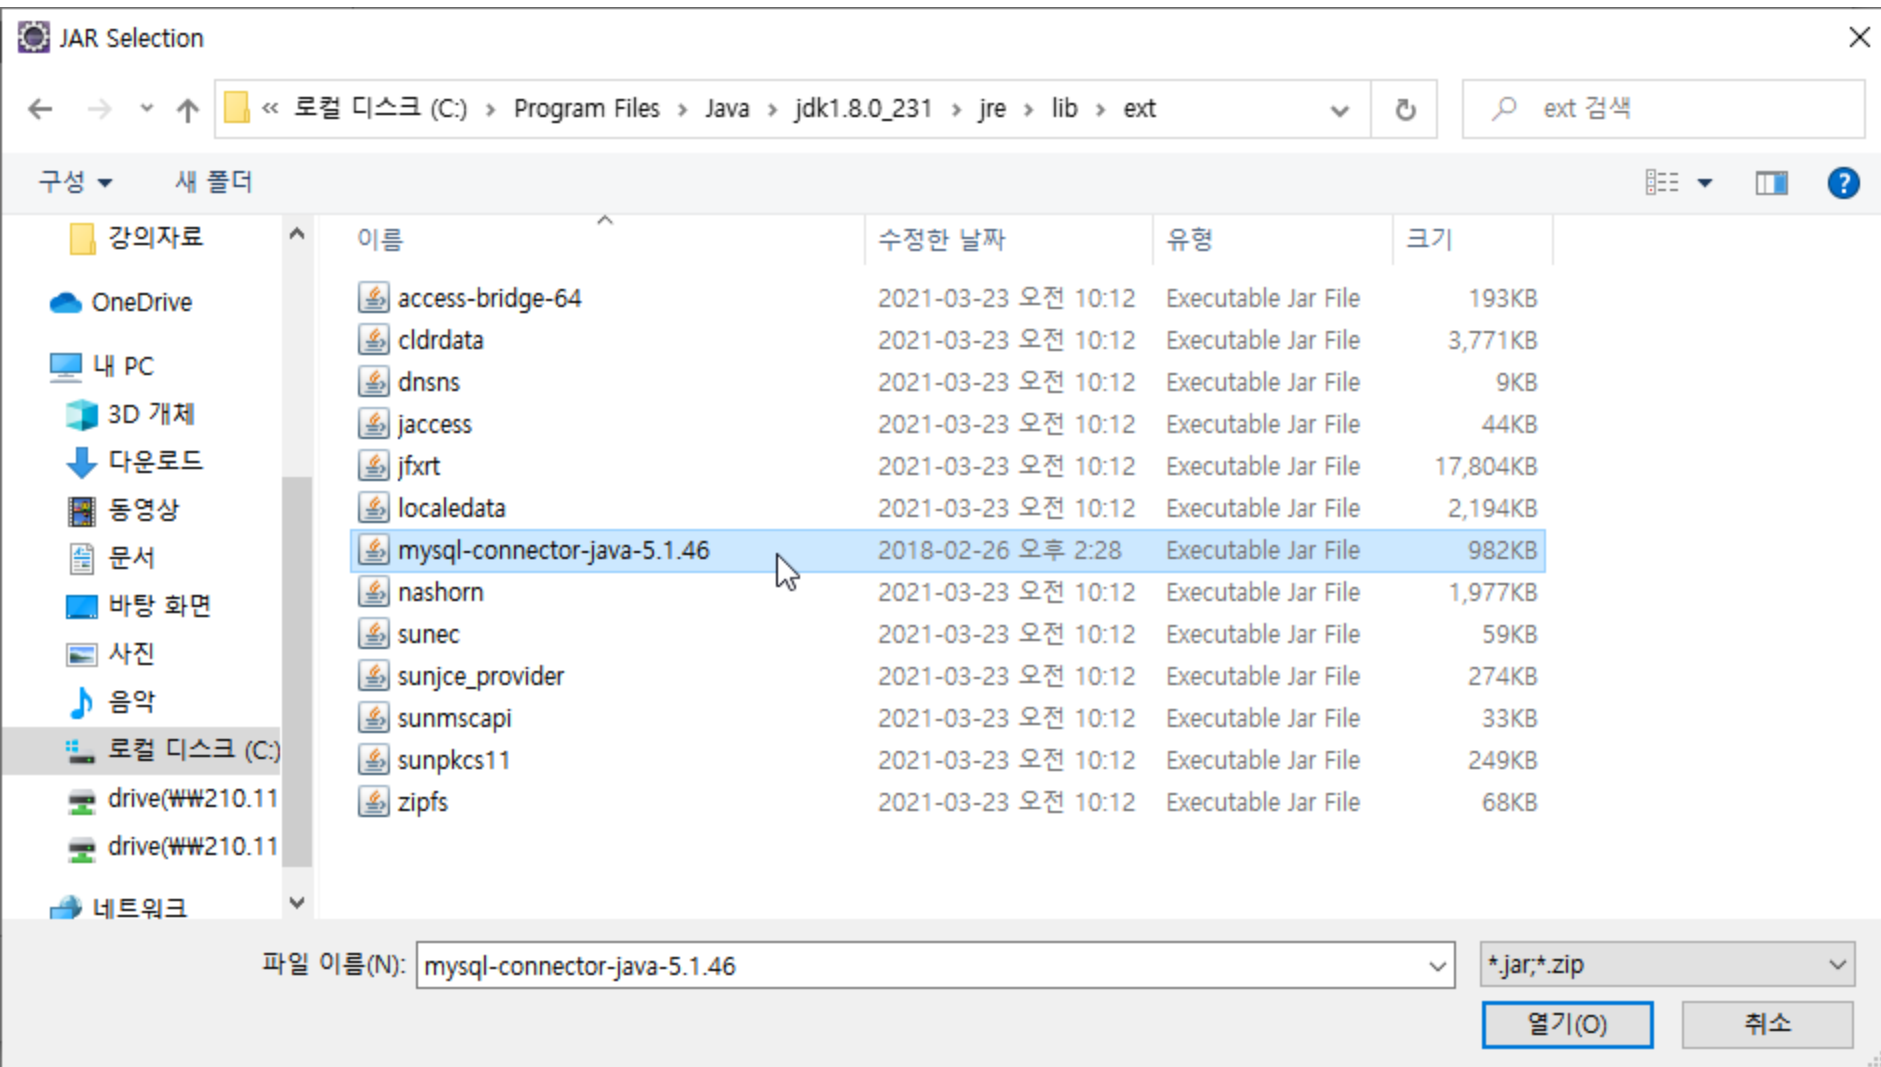 JAR Selection
« 로컬 디스크 (C:) › Program Files › Java › jdk1.8.0_231 › jre › lib › ext
ext 검색
구성 새 폴더
이름 수정한 날짜 유형 크기
강의자료
OneDrive
내 PC
3D 개체
다운로드
동영상
문서
바탕 화면
사진
음악
로컬 디스크 (C:)
drive(₩₩210.11
drive(₩₩210.11
네트워크
access-bridge-64 2021-03-23 오전 10:12 Executable Jar File 193KB
cldrdata 2021-03-23 오전 10:12 Executable Jar File 3,771KB
dnsns 2021-03-23 오전 10:12 Executable Jar File 9KB
jaccess 2021-03-23 오전 10:12 Executable Jar File 44KB
jfxrt 2021-03-23 오전 10:12 Executable Jar File 17,804KB
localedata 2021-03-23 오전 10:12 Executable Jar File 2,194KB
mysql-connector-java-5.1.46 2018-02-26 오후 2:28 Executable Jar File 982KB
nashorn 2021-03-23 오전 10:12 Executable Jar File 1,977KB
sunec 2021-03-23 오전 10:12 Executable Jar File 59KB
sunjce_provider 2021-03-23 오전 10:12 Executable Jar File 274KB
sunmscapi 2021-03-23 오전 10:12 Executable Jar File 33KB
sunpkcs11 2021-03-23 오전 10:12 Executable Jar File 249KB
zipfs 2021-03-23 오전 10:12 Executable Jar File 68KB
파일 이름(N): mysql-connector-java-5.1.46 *.jar;*.zip
열기(O) 취소